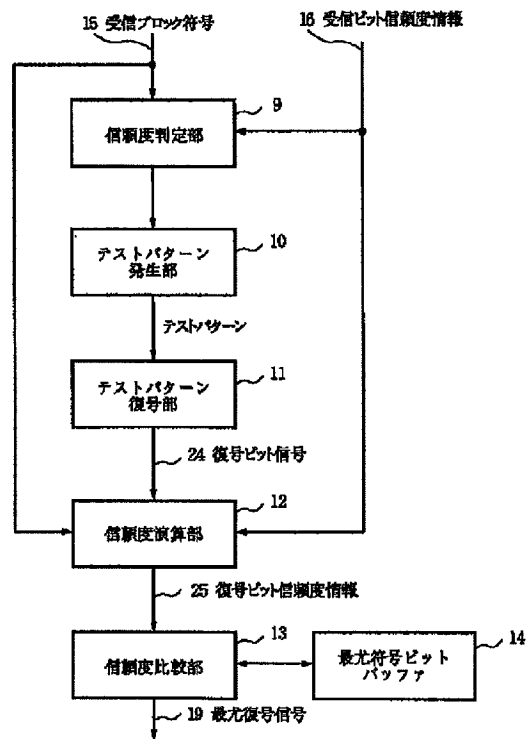 15 受信ブロック符号
16 受信ビット信頼度情報
9
信頼度判定部
10
テストパターン
発生部
テストパターン
11
テストパターン
復号部
24 復号ビット信号
12
信頼度演算部
25 復号ビット信頼度情報
13
信頼度比較部
14
最尤符号ビット
バッファ
19 最尤復号信号